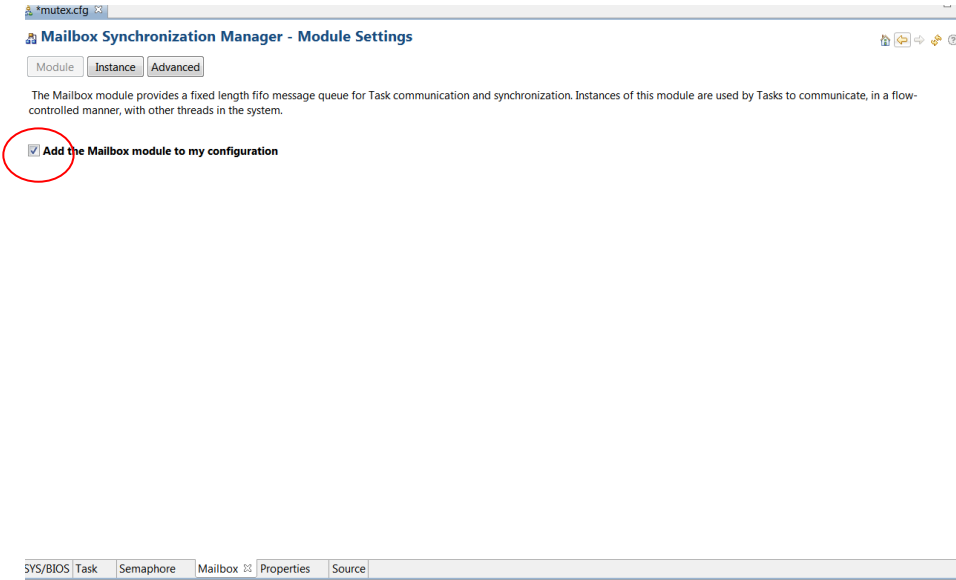 *mutex.cfg
Mailbox Synchronization Manager - Module Settings
Module Instance Advanced
The Mailbox module provides a fixed length fifo message queue for Task communication and synchronization. Instances of this module are used by Tasks to communicate, in a flow-
controlled manner, with other threads in the system.
Add the Mailbox module to my configuration
SYS/BIOS Task Semaphore Mailbox Properties Source